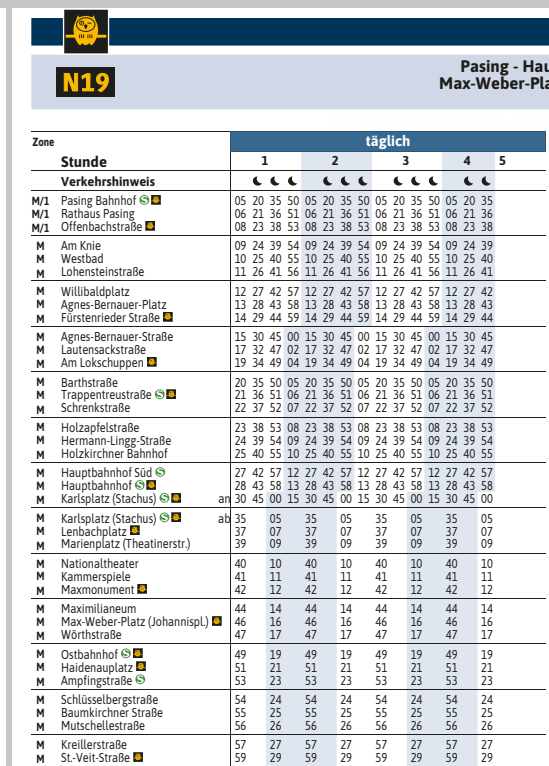 N19
Pasing - Hau
Max-Weber-Pla
Zone täglich
Stunde 1 2 3 4 5
Verkehrshinweis
M/1 Pasing Bahnhof S 05 20 35 50 05 20 35 50 05 20 35 50 05 20 35
M/1 Rathaus Pasing 06 21 36 51 06 21 36 51 06 21 36 51 06 21 36
M/1 Offenbachstraße 08 23 38 53 08 23 38 53 08 23 38 53 08 23 38
M Am Knie 09 24 39 54 09 24 39 54 09 24 39 54 09 24 39
M Westbad 10 25 40 55 10 25 40 55 10 25 40 55 10 25 40
M Lohensteinstraße 11 26 41 56 11 26 41 56 11 26 41 56 11 26 41
M Willibaldplatz 12 27 42 57 12 27 42 57 12 27 42 57 12 27 42
M Agnes-Bernauer-Platz 13 28 43 58 13 28 43 58 13 28 43 58 13 28 43
M Fürstenrieder Straße 14 29 44 59 14 29 44 59 14 29 44 59 14 29 44
M Agnes-Bernauer-Straße 15 30 45 00 15 30 45 00 15 30 45 00 15 30 45
M Lautensackstraße 17 32 47 02 17 32 47 02 17 32 47 02 17 32 47
M Am Lokschuppen 19 34 49 04 19 34 49 04 19 34 49 04 19 34 49
M Barthstraße 20 35 50 05 20 35 50 05 20 35 50 05 20 35 50
M Trappentreustraße S 21 36 51 06 21 36 51 06 21 36 51 06 21 36 51
M Schrenkstraße 22 37 52 07 22 37 52 07 22 37 52 07 22 37 52
M Holzapfelstraße 23 38 53 08 23 38 53 08 23 38 53 08 23 38 53
M Hermann-Lingg-Straße 24 39 54 09 24 39 54 09 24 39 54 09 24 39 54
M Holzkirchner Bahnhof 25 40 55 10 25 40 55 10 25 40 55 10 25 40 55
M Hauptbahnhof Süd S 27 42 57 12 27 42 57 12 27 42 57 12 27 42 57
M Hauptbahnhof S 28 43 58 13 28 43 58 13 28 43 58 13 28 43 58
M Karlsplatz (Stachus) S an 30 45 00 15 30 45 00 15 30 45 00 15 30 45 00
M Karlsplatz (Stachus) S ab 35 05 35 05 35 05 35 05
M Lenbachplatz 37 07 37 07 37 07 37 07
M Marienplatz (Theatinerstr.) 39 09 39 09 39 09 39 09
M Nationaltheater 40 10 40 10 40 10 40 10
M Kammerspiele 41 11 41 11 41 11 41 11
M Maxmonument 42 12 42 12 42 12 42 12
M Maximilianeum 44 14 44 14 44 14 44 14
M Max-Weber-Platz (Johannispl.) 46 16 46 16 46 16 46 16
M Wörthstraße 47 17 47 17 47 17 47 17
M Ostbahnhof S 49 19 49 19 49 19 49 19
M Haidenauplatz 51 21 51 21 51 21 51 21
M Ampfingstraße S 53 23 53 23 53 23 53 23
M Schlüsselbergstraße 54 24 54 24 54 24 54 24
M Baumkirchner Straße 55 25 55 25 55 25 55 25
M Mutschellestraße 56 26 56 26 56 26 56 26
M Kreillerstraße 57 27 57 27 57 27 57 27
M St.-Veit-Straße 59 29 59 29 59 29 59 29